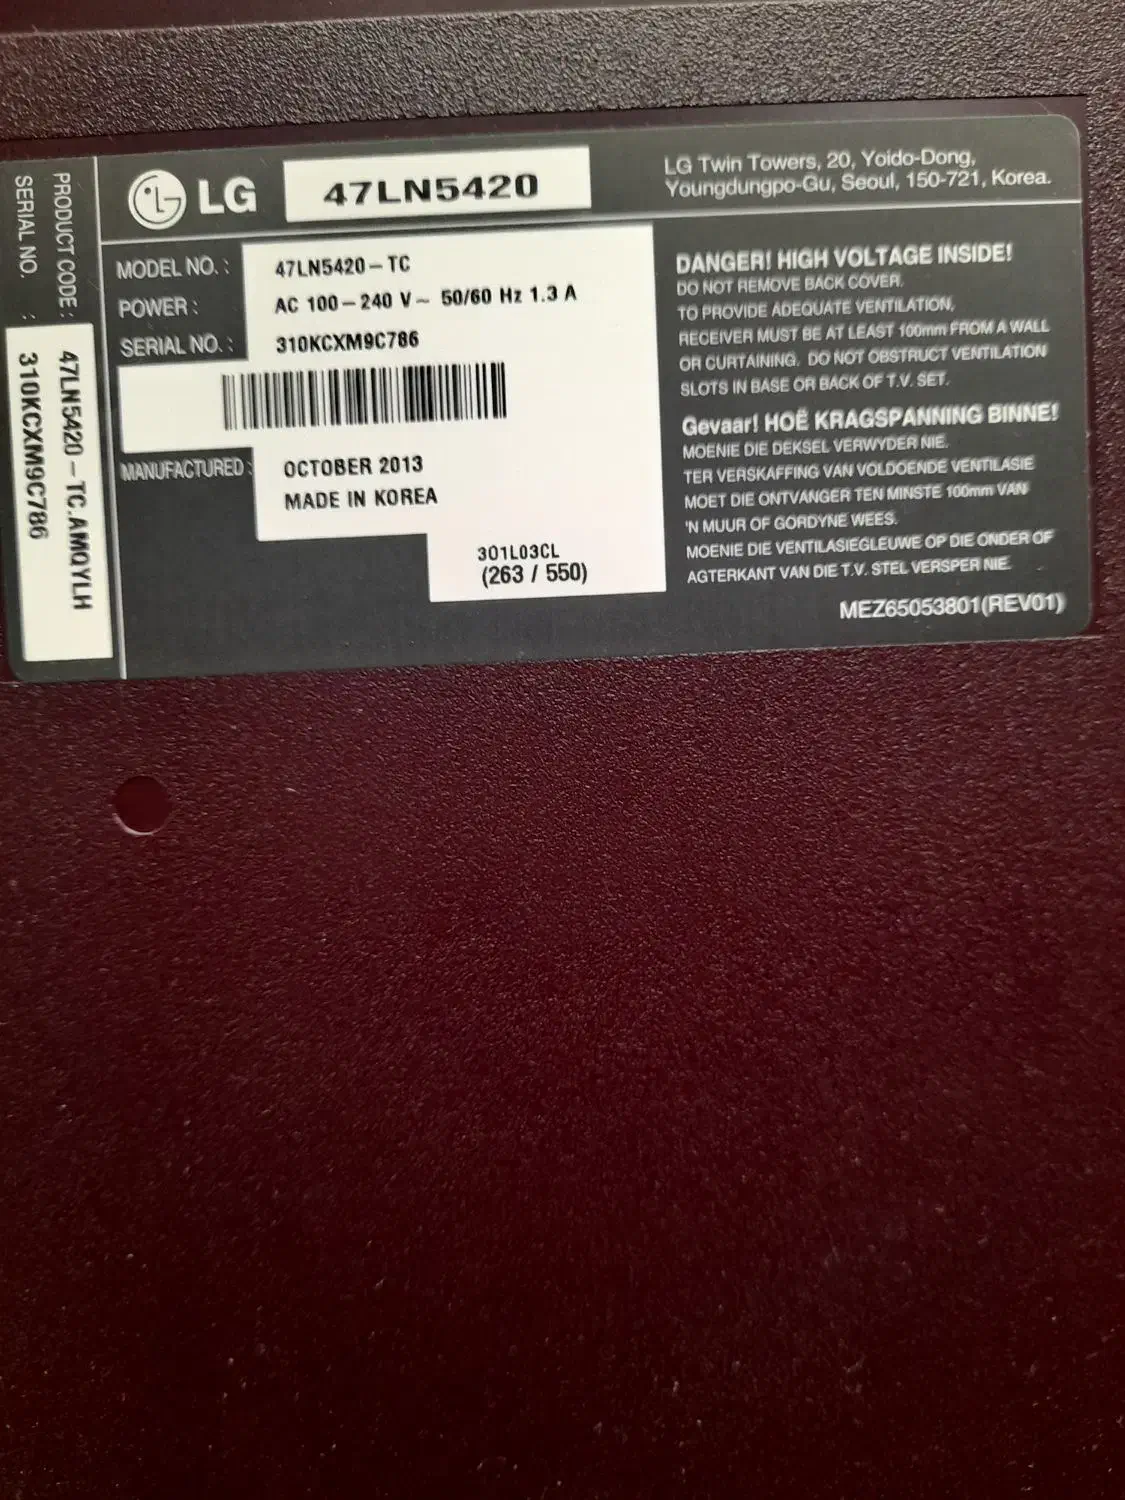 LG
47LN5420
LG Twin Towers, 20, Yoido-Dong,
Youngdungpo-Gu, Seoul, 150-721, Korea.
MODEL NO. : 47LN5420-TC
POWER : AC 100-240 V~ 50/60 Hz 1.3 A
SERIAL NO. : 310KCXM9C786
MANUFACTURED : OCTOBER 2013
MADE IN KOREA
301L03CL
(263 / 550)
DANGER! HIGH VOLTAGE INSIDE!
DO NOT REMOVE BACK COVER.
TO PROVIDE ADEQUATE VENTILATION,
RECEIVER MUST BE AT LEAST 100mm FROM A WALL
OR CURTAINING. DO NOT OBSTRUCT VENTILATION
SLOTS IN BASE OR BACK OF T.V. SET.
Gevaar! HOË KRAGSPANNING BINNE!
MOENIE DIE DEKSEL VERWYDER NIE.
TER VERSKAFFING VAN VOLDOENDE VENTILASIE
MOET DIE ONTVANGER TEN MINSTE 100mm VAN
'N MUUR OF GORDYNE WEES.
MOENIE DIE VENTILASIEGLEUWE OP DIE ONDER OF
AGTERKANT VAN DIE T.V. STEL VERSPER NIE.
MEZ65053801(REV01)
PRODUCT CODE : 47LN5420-TC.AMQYLH
SERIAL NO. : 310KCXM9C786